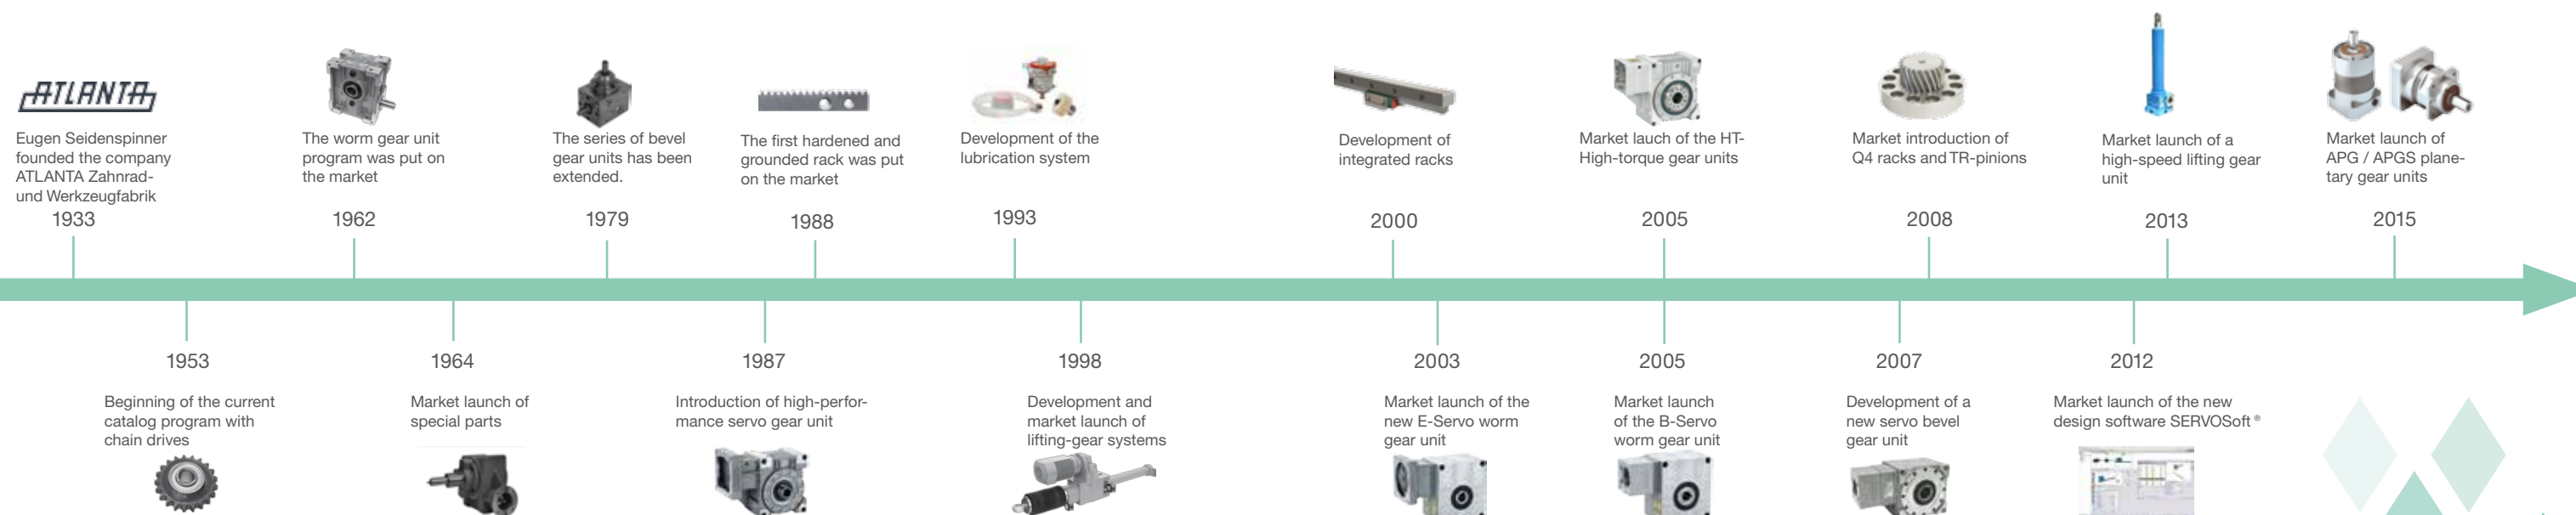 ATLANTA
Eugen Seidenspinner
founded the company
ATLANTA Zahnrad-
und Werkzeugfabrik
1933
The worm gear unit
program was put on
the market
1962
The series of bevel
gear units has been
extended.
1979
The first hardened and
grounded rack was put
on the market
1988
Development of the
lubrication system
1993
Development of
integrated racks
2000
Market lauch of the HT-
High-torque gear units
2005
Market introduction of
Q4 racks and TR-pinions
2008
Market launch of a
high-speed lifting gear
unit
2013
Market launch of
APG / APGS plane-
tary gear units
2015
1953
Beginning of the current
catalog program with
chain drives
1964
Market launch of
special parts
1987
Introduction of high-perfor-
mance servo gear unit
1998
Development and
market launch of
lifting-gear systems
2003
Market launch of the
new E-Servo worm
gear unit
2005
Market launch
of the B-Servo
worm gear unit
2007
Development of a
new servo bevel
gear unit
2012
Market launch of the new
design software SERVOSoft ®